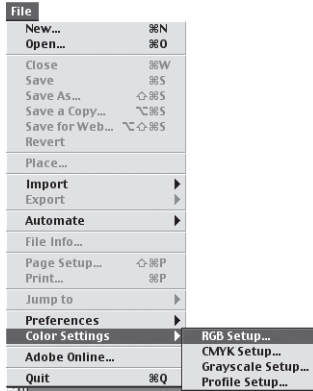 File
New... ⌘N
Open... ⌘O
Close ⌘W
Save ⌘S
Save As... ⇧⌘S
Save a Copy... ⌥⌘S
Save for Web... ⌥⇧⌘S
Revert
Place...
Import
Export
Automate
File Info...
Page Setup... ⇧⌘P
Print... ⌘P
Jump to
Preferences
Color Settings
RGB Setup...
CMYK Setup...
Grayscale Setup...
Profile Setup...
Adobe Online...
Quit ⌘Q